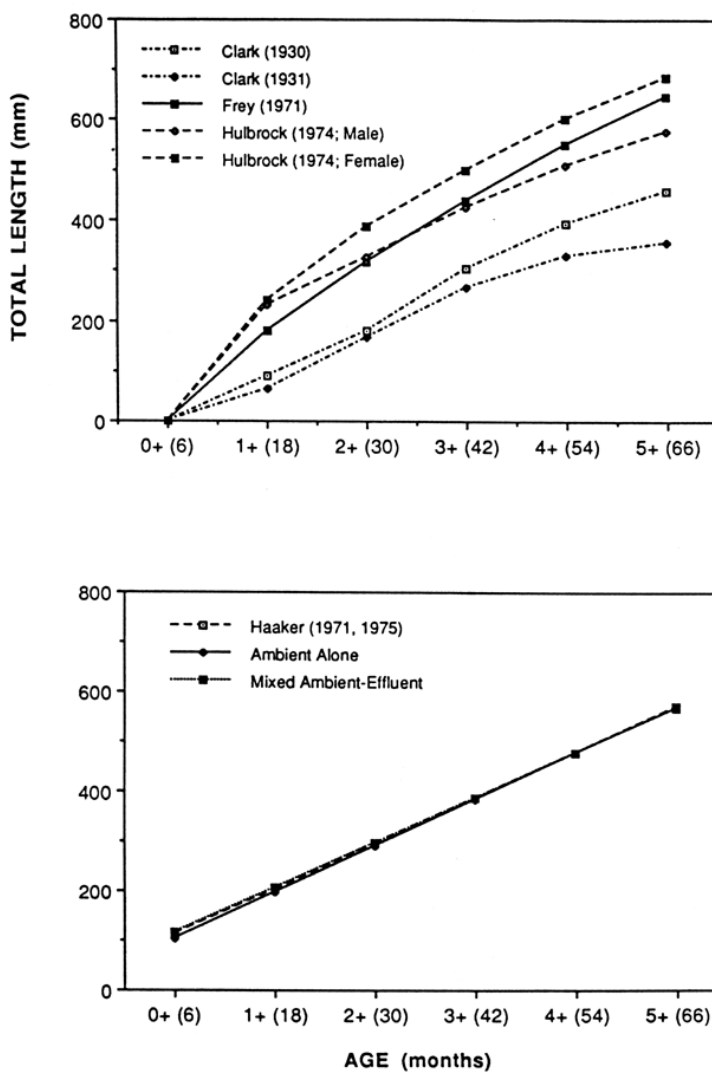 TOTAL LENGTH (mm)
800
600
400
200
0
Clark (1930)
Clark (1931)
Frey (1971)
Hulbrock (1974; Male)
Hulbrock (1974; Female)
0+ (6) 1+ (18) 2+ (30) 3+ (42) 4+ (54) 5+ (66)
800
600
400
200
0
Haaker (1971, 1975)
Ambient Alone
Mixed Ambient-Effluent
0+ (6) 1+ (18) 2+ (30) 3+ (42) 4+ (54) 5+ (66)
AGE (months)